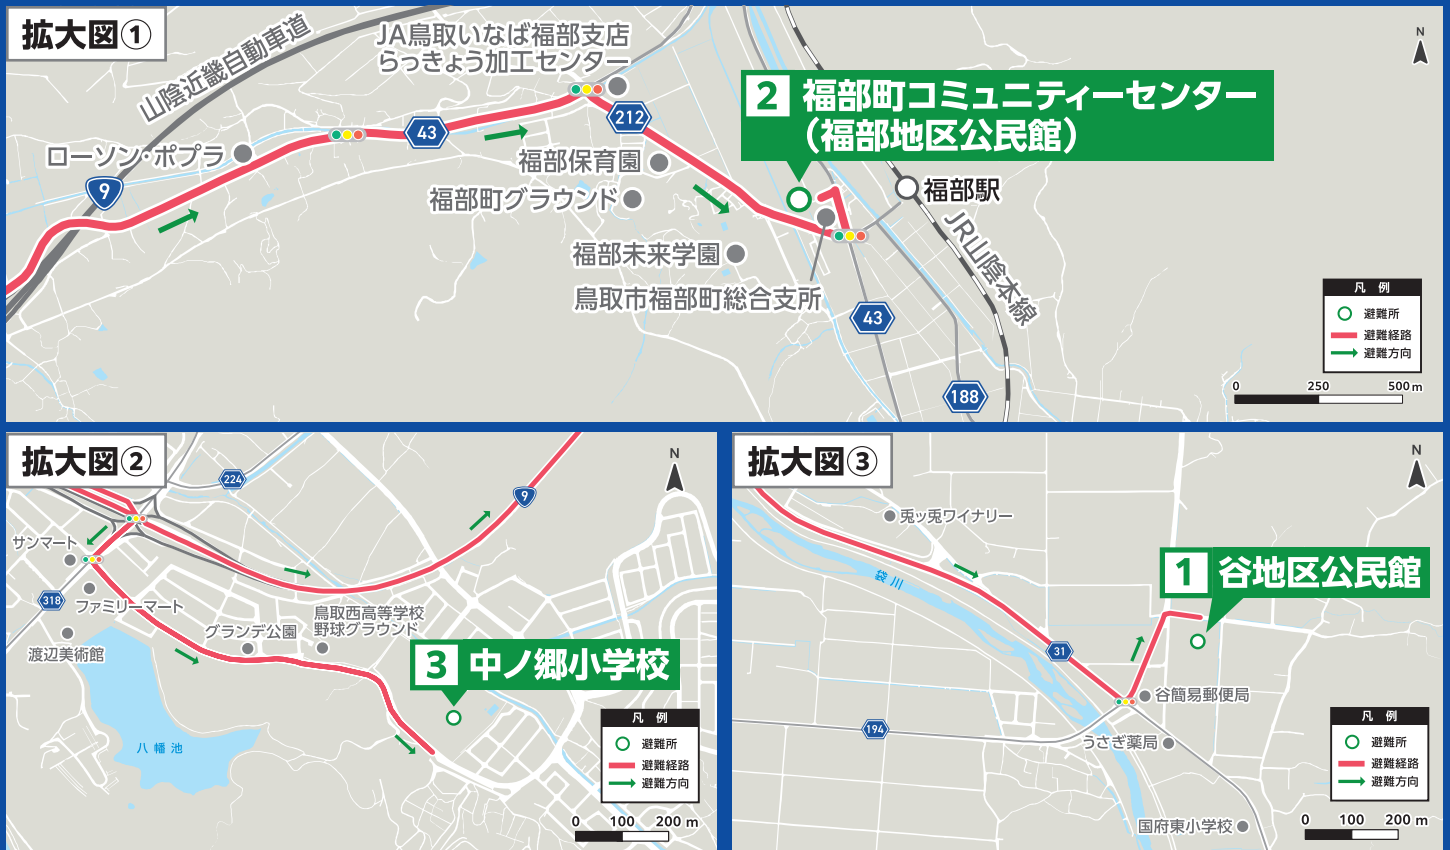 拡大図①
山陰近畿自動車道
JA鳥取いなば福部支店
らっきょう加工センター
ローソン・ポプラ
9
43
212
福部保育園
福部町グラウンド
福部未来学園
鳥取市福部町総合支所
2 福部町コミュニティーセンター
（福部地区公民館）
福部駅
JR山陰本線
43
188
N
凡 例
避難所
避難経路
避難方向
0 250 500m
拡大図②
224
9
サンマート
318
ファミリーマート
渡辺美術館
グランデ公園
鳥取西高等学校
野球グラウンド
八幡池
3 中ノ郷小学校
N
凡 例
避難所
避難経路
避難方向
0 100 200 m
拡大図③
兎ッ兎ワイナリー
袋川
31
194
1 谷地区公民館
谷簡易郵便局
うさぎ薬局
国府東小学校
N
凡 例
避難所
避難経路
避難方向
0 100 200 m